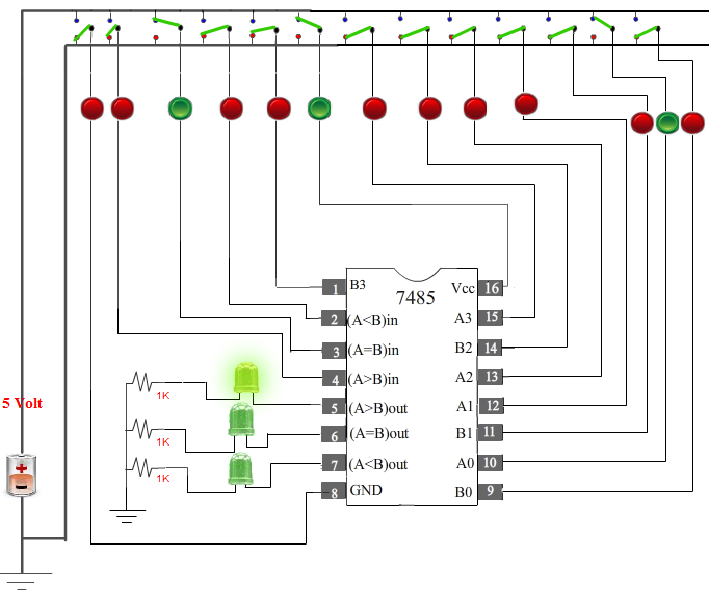 1 B3 7485 Vcc 16
2 (A<B)in A3 15
3 (A=B)in B2 14
4 (A>B)in A2 13
5 Volt
1K
5 (A>B)out A1 12
1K
6 (A=B)out B1 11
1K
7 (A<B)out A0 10
8 GND B0 9